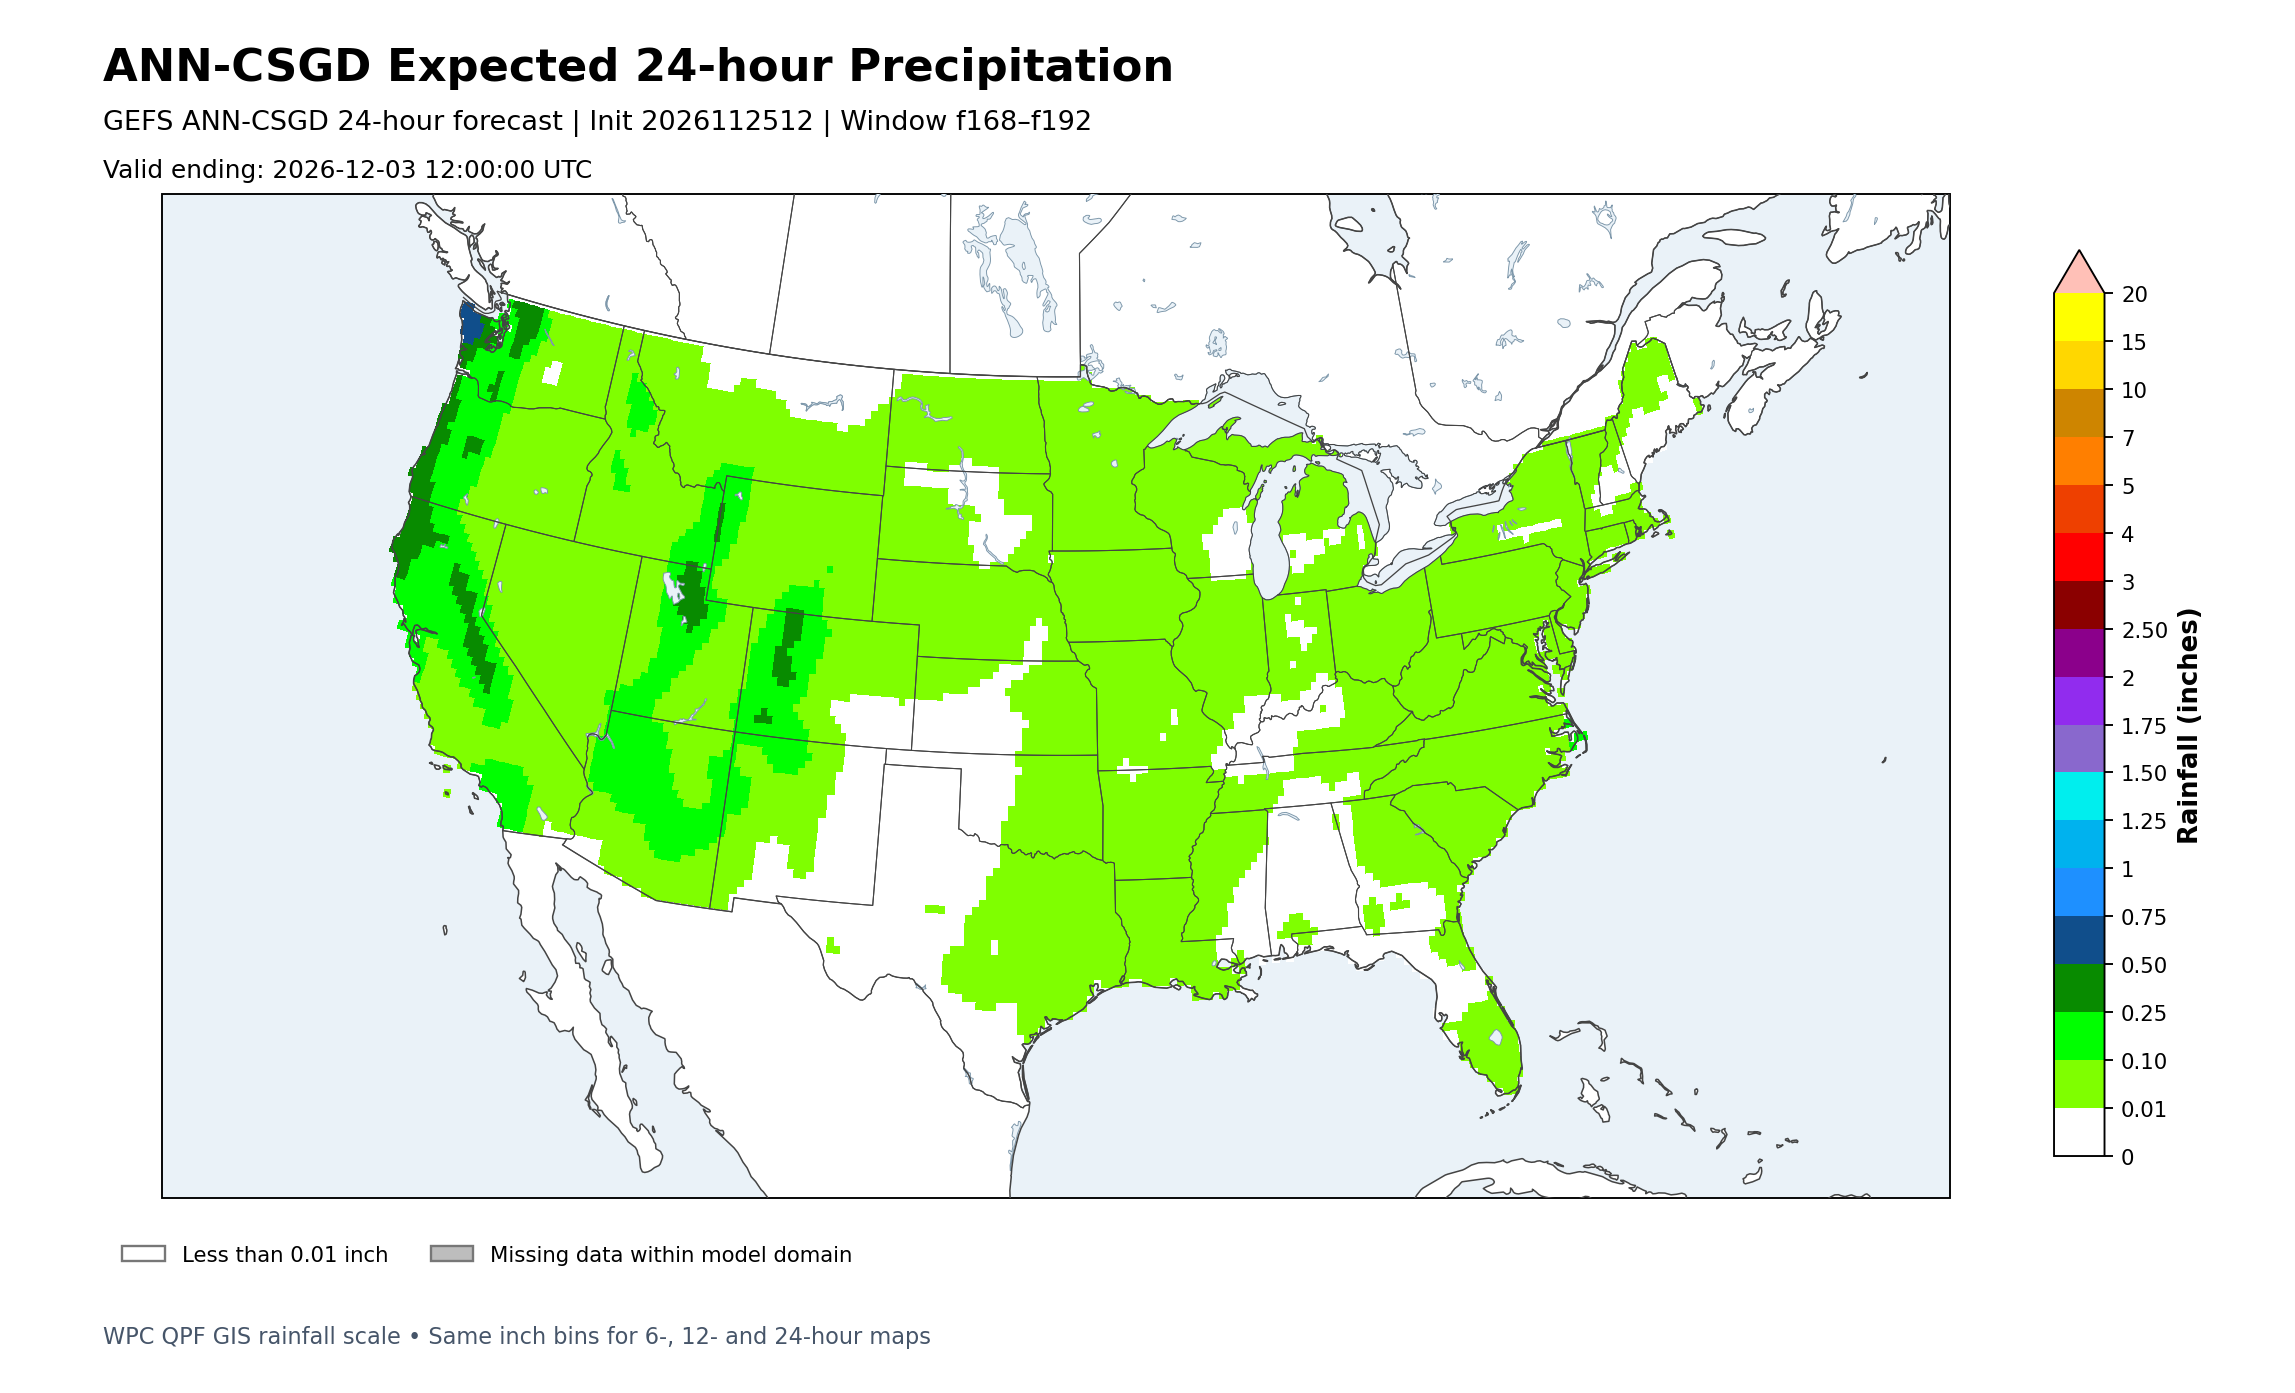 ANN-CSGD Expected 24-hour Precipitation
GEFS ANN-CSGD 24-hour forecast | Init 2026112512 | Window f168–f192
Valid ending: 2026-12-03 12:00:00 UTC
20
15
10
7
5
4
3
2.50
2
1.75
1.50
1.25
1
0.75
0.50
0.25
0.10
0.01
0
Rainfall (inches)
Less than 0.01 inch
Missing data within model domain
WPC QPF GIS rainfall scale • Same inch bins for 6-, 12- and 24-hour maps